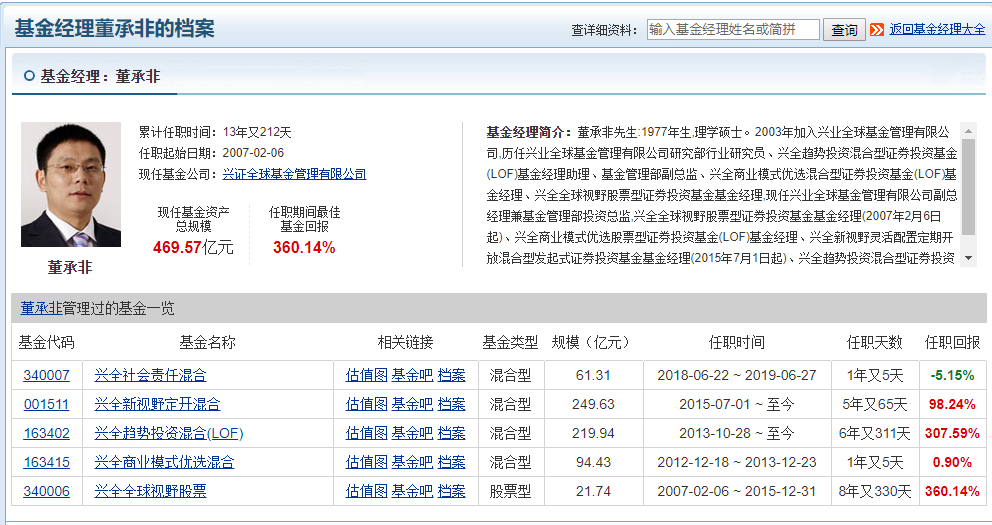 基金经理董承非的档案
查详细资料： 输入基金经理姓名或简拼 查询 返回基金经理大全
基金经理：董承非
累计任职时间：13年又212天
任职起始日期：2007-02-06
现任基金公司：兴证全球基金管理有限公司
现任基金资产
总规模
469.57亿元
任职期间最佳
基金回报
360.14%
董承非
基金经理简介：董承非先生:1977年生,理学硕士。2003年加入兴业全球基金管理有限公
司,历任兴业全球基金管理有限公司研究部行业研究员、兴全趋势投资混合型证券投资基金
(LOF)基金经理助理、基金管理部副总监、兴全商业模式优选混合型证券投资基金(LOF)基
金经理、兴全全球视野股票型证券投资基金基金经理,现任兴业全球基金管理有限公司副总
经理兼基金管理部投资总监,兴全全球视野股票型证券投资基金基金经理(2007年2月6日
起)、兴全商业模式优选股票型证券投资基金(LOF)基金经理、兴全新视野灵活配置定期开
放混合型发起式证券投资基金基金经理(2015年7月1日起)、兴全趋势投资混合型证券投资
董承非管理过的基金一览
基金代码 基金名称 相关链接 基金类型 规模（亿元） 任职时间 任职天数 任职回报
340007 兴全社会责任混合 估值图 基金吧 档案 混合型 61.31 2018-06-22 ~ 2019-06-27 1年又5天 -5.15%
001511 兴全新视野定开混合 估值图 基金吧 档案 混合型 249.63 2015-07-01 ~ 至今 5年又65天 98.24%
163402 兴全趋势投资混合(LOF) 估值图 基金吧 档案 混合型 219.94 2013-10-28 ~ 至今 6年又311天 307.59%
163415 兴全商业模式优选混合 估值图 基金吧 档案 混合型 94.43 2012-12-18 ~ 2013-12-23 1年又5天 0.90%
340006 兴全全球视野股票 估值图 基金吧 档案 股票型 21.74 2007-02-06 ~ 2015-12-31 8年又330天 360.14%